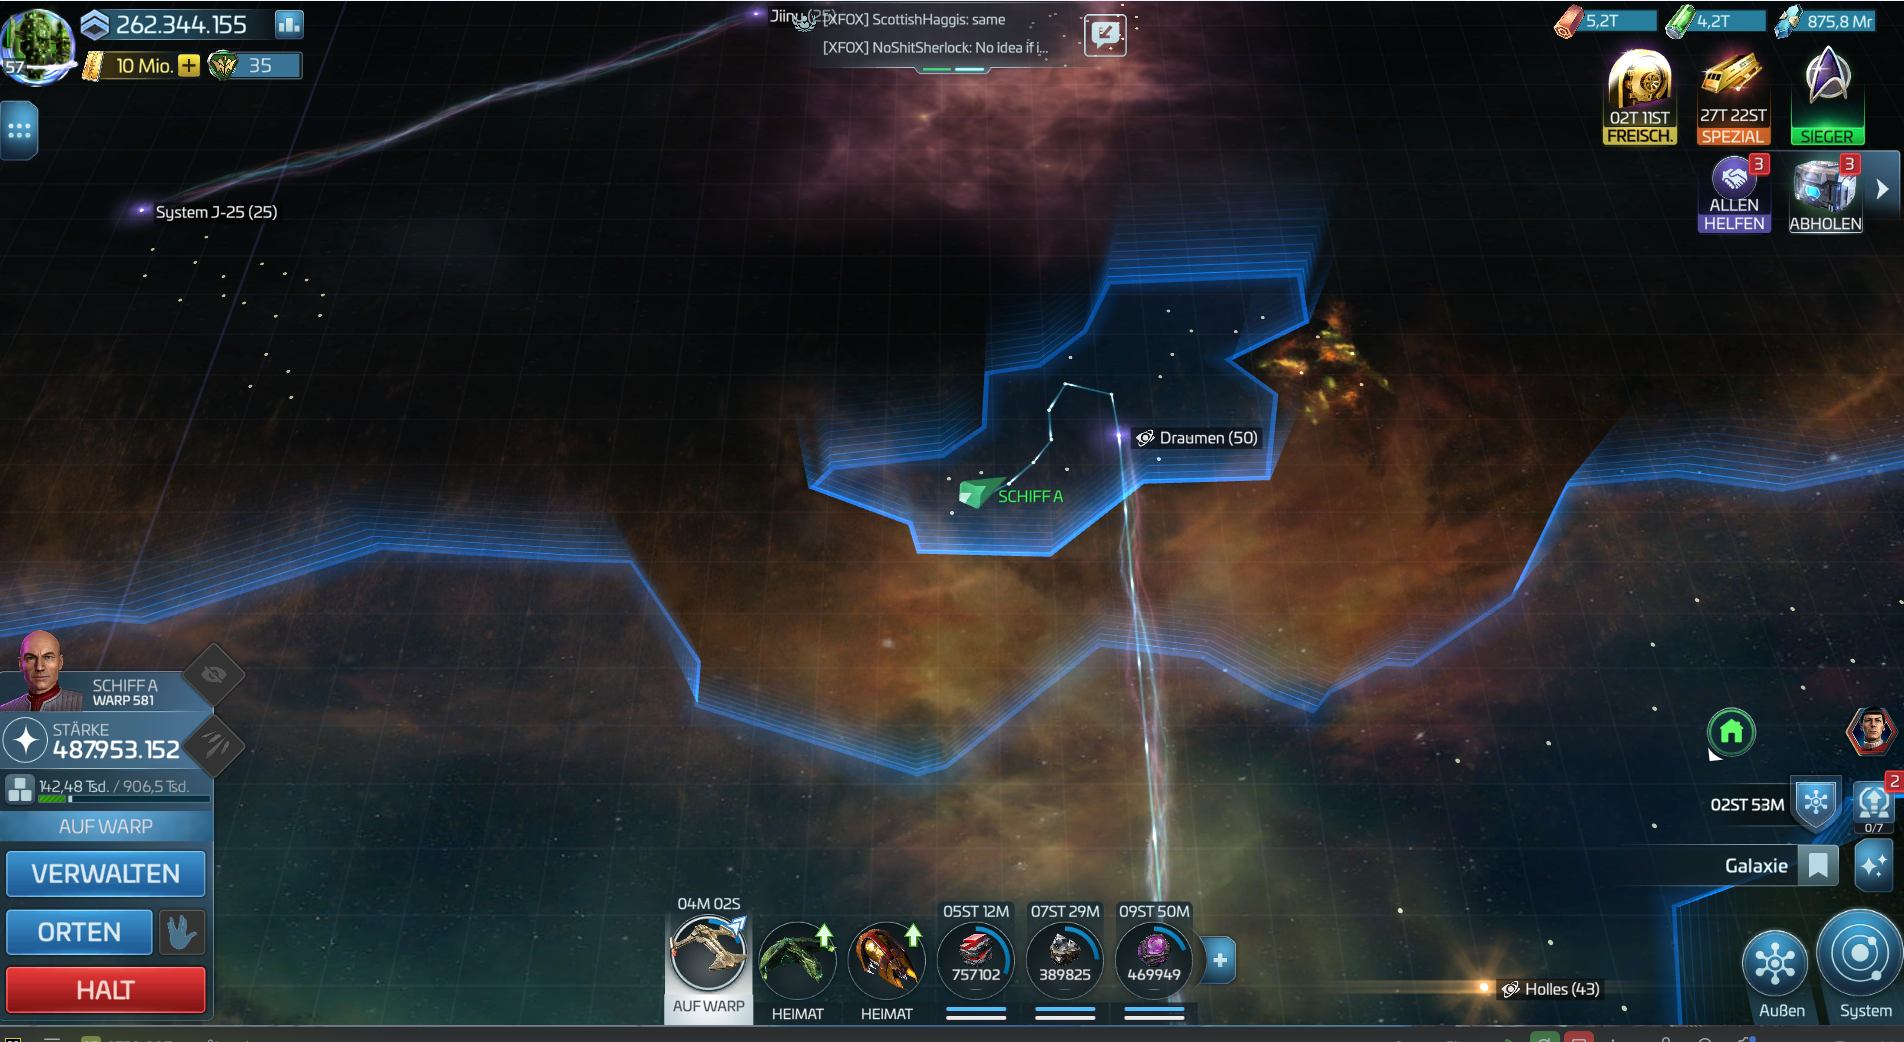 262.344.155
57
10 Mio.
35
Jiinu (25)
[XFOX] ScottishHaggis: same
[XFOX] NoShitSherlock: No idea if i...
5,2T
4,2T
875,8 Mr
02T 11ST
FREISCH.
27T 22ST
SPEZIAL
SIEGER
3
ALLEN
HELFEN
3
ABHOLEN
System J-25 (25)
Draumen (50)
SCHIFF A
SCHIFF A
WARP 581
STÄRKE
487.953.152
142,48 Tsd. / 906,5 Tsd.
AUF WARP
VERWALTEN
ORTEN
HALT
04M 02S
AUF WARP
HEIMAT
HEIMAT
05ST 12M
757102
07ST 29M
389825
09ST 50M
469949
02ST 53M
2
0/7
Galaxie
Holles (43)
Außen
System